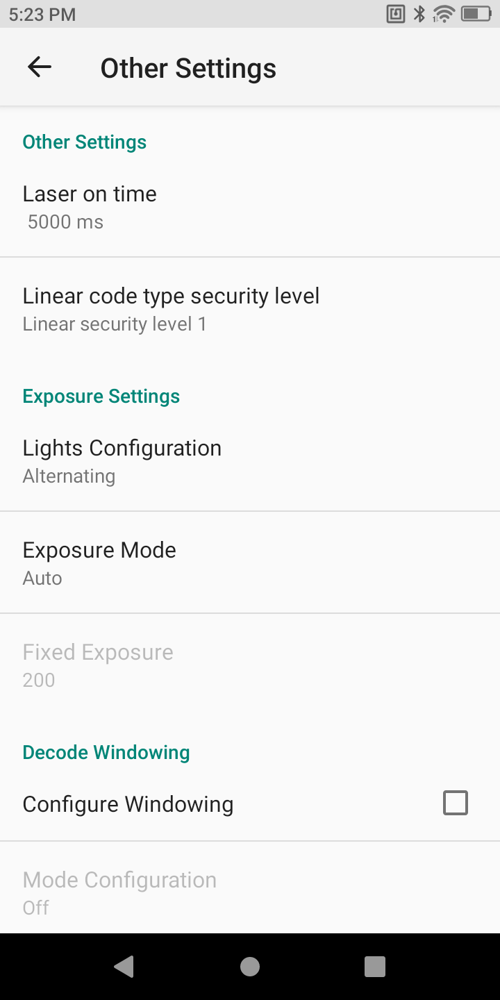 5:23 PM
Other Settings
Other Settings
Laser on time
5000 ms
Linear code type security level
Linear security level 1
Exposure Settings
Lights Configuration
Alternating
Exposure Mode
Auto
Fixed Exposure
200
Decode Windowing
Configure Windowing
Mode Configuration
Off